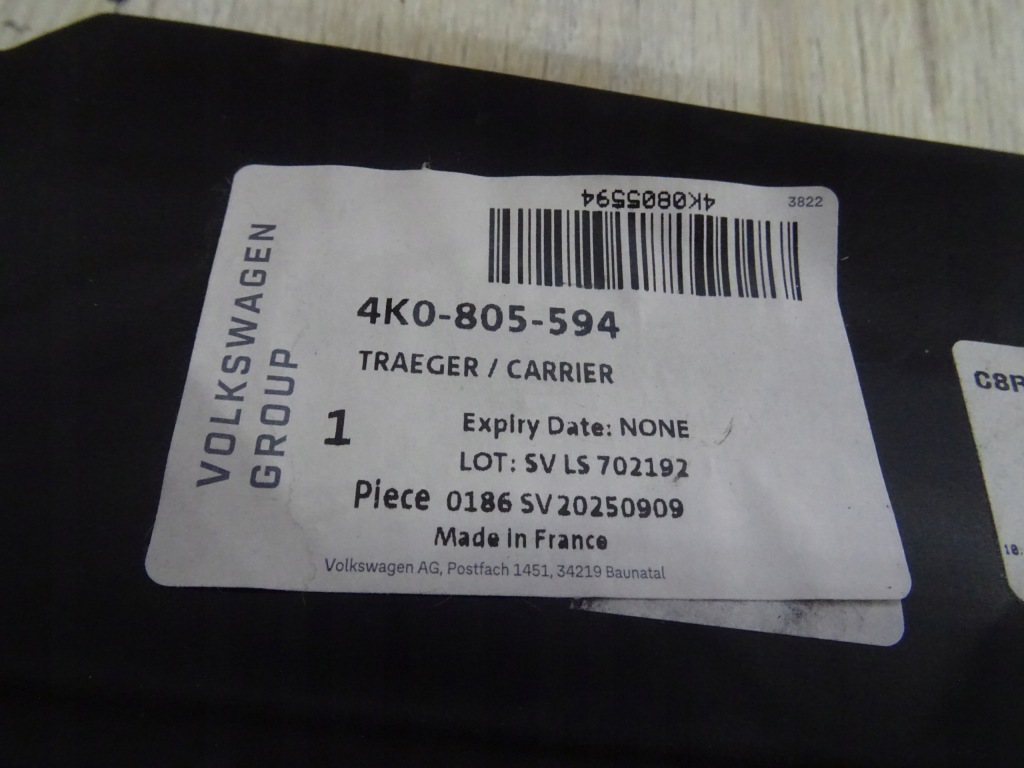 4K0805594
3822
VOLKSWAGEN
GROUP
4K0-805-594
TRAEGER / CARRIER
1
Expiry Date: NONE
LOT: SV LS 702192
Piece 0186 SV 20250909
Made in France
Volkswagen AG, Postfach 1451, 34219 Baunatal